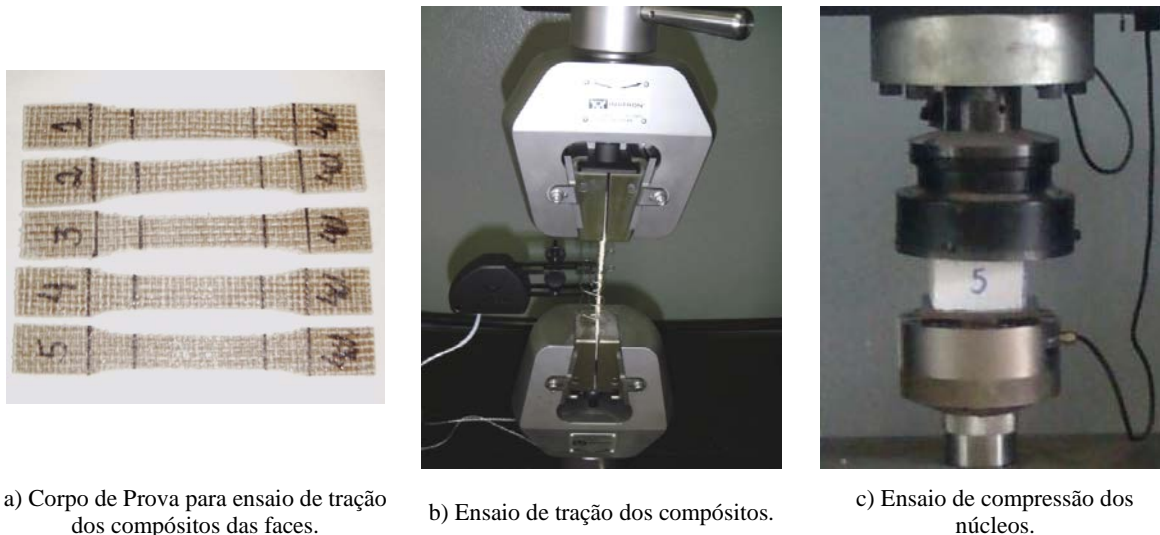 1
2
3
4
5
5
a) Corpo de Prova para ensaio de tração
dos compósitos das faces.
b) Ensaio de tração dos compósitos.
c) Ensaio de compressão dos
núcleos.